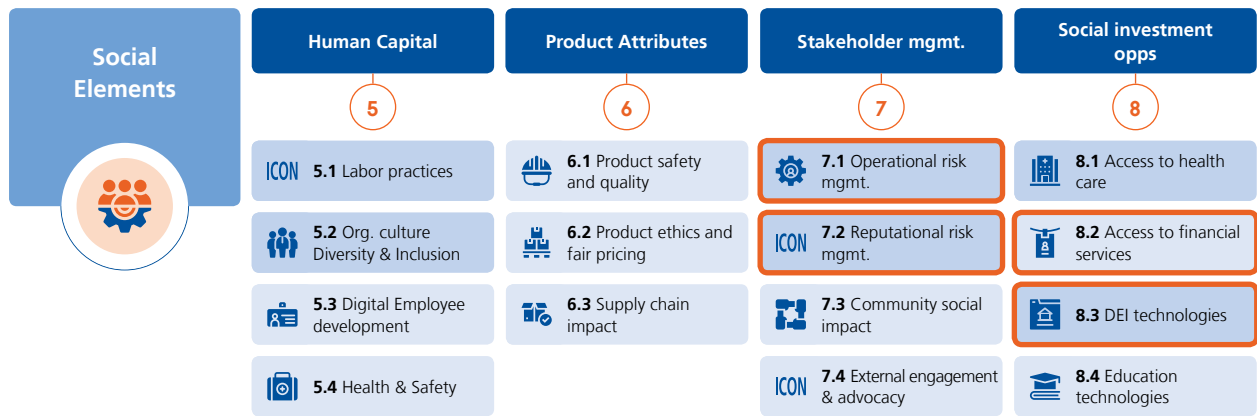 Social
Elements
Human Capital
5
ICON 5.1 Labor practices
5.2 Org. culture
Diversity & Inclusion
5.3 Digital Employee
development
5.4 Health & Safety
Product Attributes
6
6.1 Product safety
and quality
6.2 Product ethics and
fair pricing
6.3 Supply chain
impact
Stakeholder mgmt.
7
7.1 Operational risk
mgmt.
ICON 7.2 Reputational risk
mgmt.
7.3 Community social
impact
ICON 7.4 External engagement
& advocacy
Social investment
opps
8
8.1 Access to health
care
8.2 Access to financial
services
8.3 DEI technologies
8.4 Education
technologies